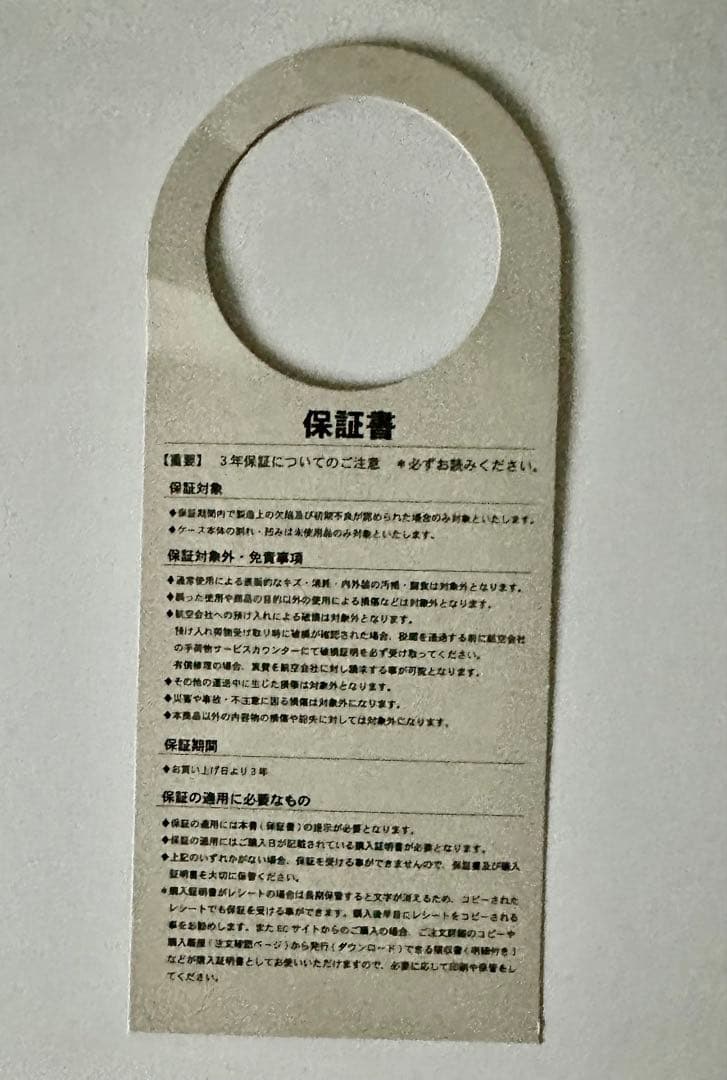 保証書
【重要】 3年保証についてのご注意 *必ずお読みください。
保証対象
◆保証期間内で製造上の欠陥及び初期不良が認められた場合のみ対象といたします。
◆ケース本体の割れ・凹みは未使用品のみ対象といたします。
保証対象外・免責事項
◆通常使用による表面的なキズ・消耗・内外装の汚損・腐食は対象外となります。
◆誤った使用や商品の目的以外の使用による損傷などは対象外となります。
◆航空会社への預け入れによる破損は対象外となります。
預け入れ荷物受け取り時に破損が確認された場合、税関を通過する前に航空会社
の手荷物サービスカウンターにて破損証明を必ず受け取ってください。
有償修理の場合、実費を航空会社に対し請求する事が可能となります。
◆その他の運送中に生じた損傷は対象外となります。
◆災害や事故・不注意に因る損傷は対象外になります。
◆本商品以外の内容物の損傷や紛失に対しては対象外になります。
保証期間
◆お買い上げ日より3年
保証の適用に必要なもの
◆保証の適用には本書(保証書)の提示が必要となります。
◆保証の適用にはご購入日が記載されている購入証明書が必要となります。
◆上記のいずれかがない場合、保証を受ける事ができませんので、保証書及び購入
証明書を大切に保管ください。
*購入証明書がレシートの場合は長期保管すると文字が消えるため、コピーされた
レシートでも保証を受ける事ができます。購入後早目にレシートをコピーされる
事をお勧めします。またECサイトからのご購入の場合、ご注文詳細のコピーや
購入履歴(注文確認ページ)から発行(ダウンロード)できる領収書(明細付き)
などが購入証明書としてお使いいただけますので、必要に応じて印刷や保管をし
てください。